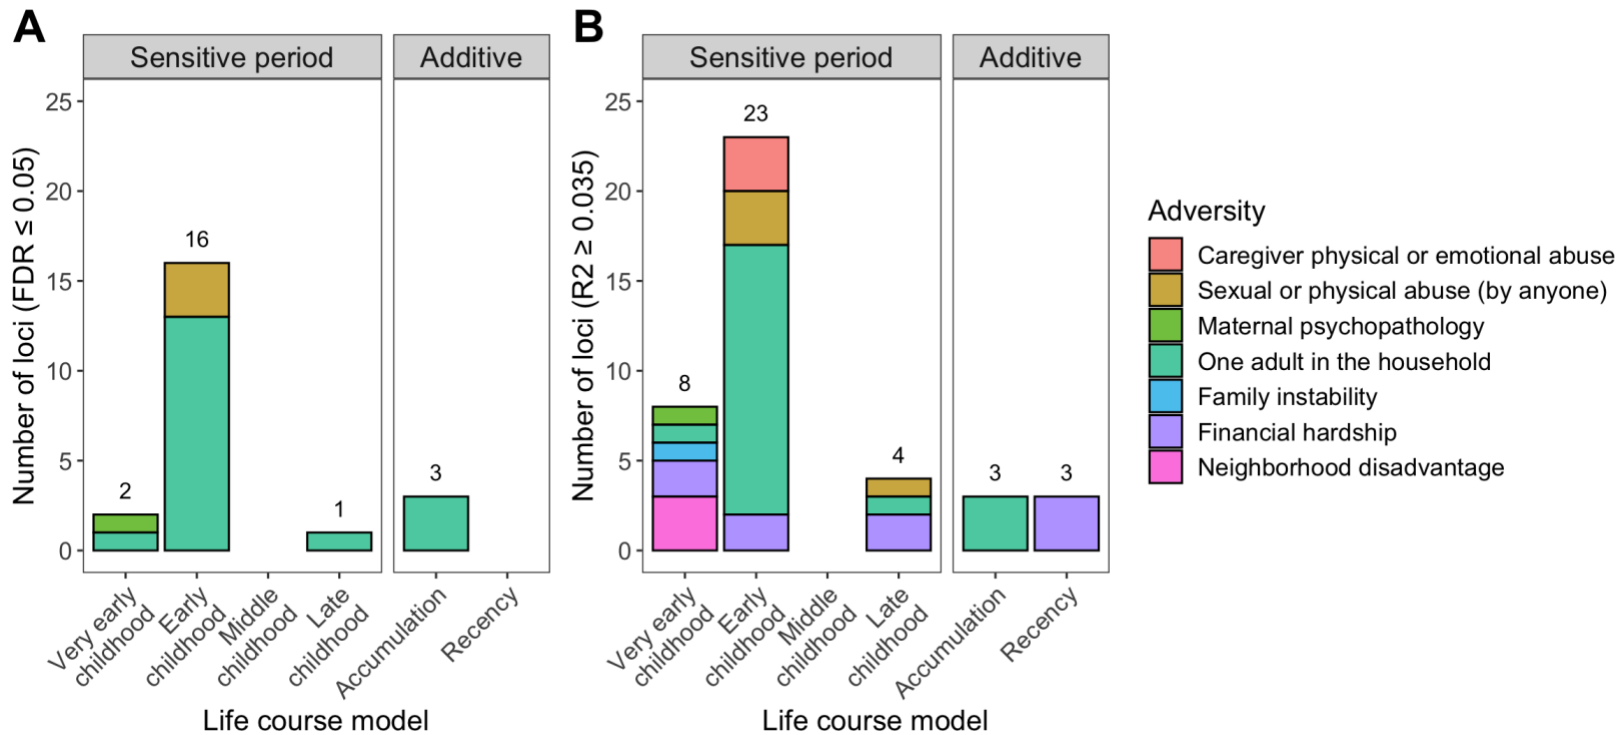 A
Sensitive period
Additive
Number of loci (FDR ≤ 0.05)
25
20
15
10
5
0
2
16
1
3
Very early
childhood
Early
childhood
Middle
childhood
Late
childhood
Accumulation
Recency
Life course model
B
Sensitive period
Additive
Number of loci (R2 ≥ 0.035)
25
20
15
10
5
0
8
23
4
3
3
Very early
childhood
Early
childhood
Middle
childhood
Late
childhood
Accumulation
Recency
Life course model
Adversity
Caregiver physical or emotional abuse
Sexual or physical abuse (by anyone)
Maternal psychopathology
One adult in the household
Family instability
Financial hardship
Neighborhood disadvantage